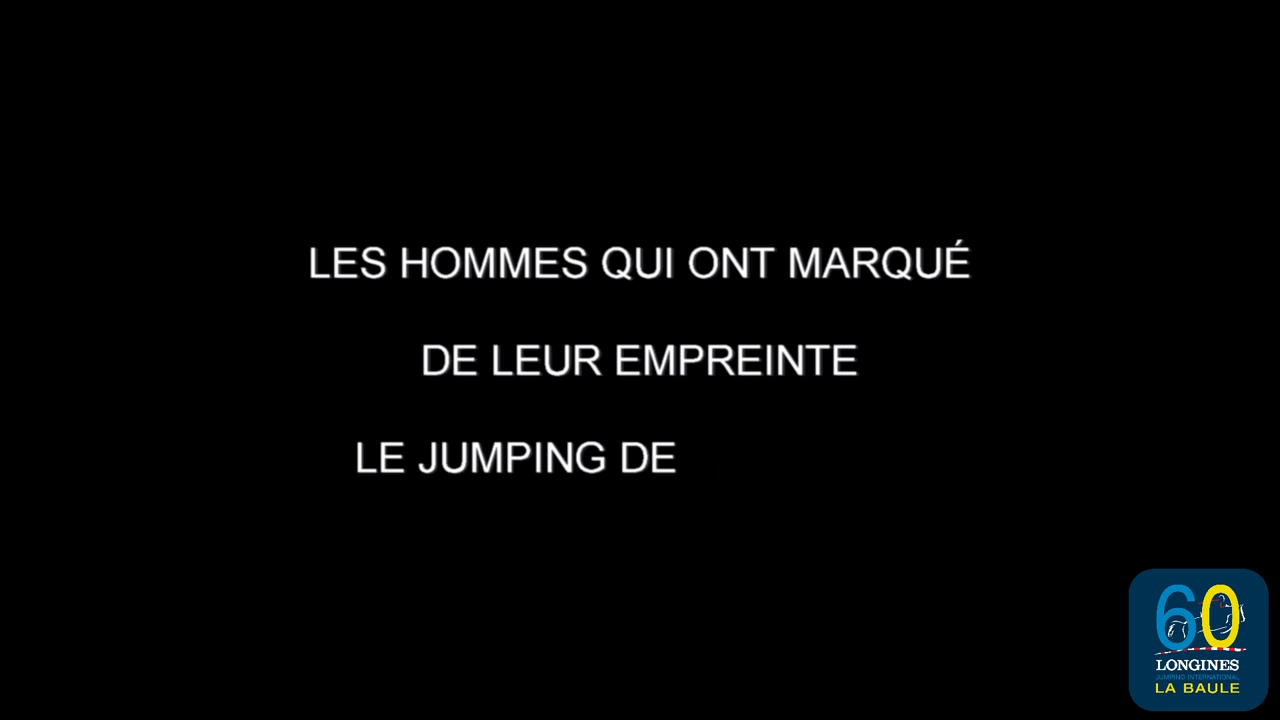 LES HOMMES QUI ONT MARQUÉ
DE LEUR EMPREINTE
LE JUMPING DE
60
LONGINES
JUMPING INTERNATIONAL
LA BAULE